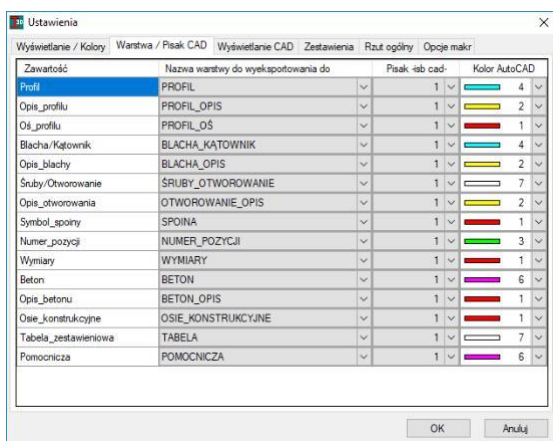 Ustawienia
Wyświetlanie / Kolory Warstwa / Pisak CAD Wyświetlanie CAD Zestawienia Rzut ogólny Opcje makr
Zawartość Nazwa warstwy do wyeksportowania do Pisak -isb cad- Kolor AutoCAD
Profil PROFIL 1 4
Opis_profilu PROFIL_OPIS 1 2
Oś_profilu PROFIL_OŚ 1 1
Blacha/Kątownik BLACHA_KĄTOWNIK 1 4
Opis_blachy BLACHA_OPIS 1 2
Śruby/Otworowanie ŚRUBY_OTWOROWANIE 1 7
Opis_otworowania OTWOROWANIE_OPIS 1 2
Symbol_spoiny SPOINA 1 1
Numer_pozycji NUMER_POZYCJI 1 3
Wymiary WYMIARY 1 1
Beton BETON 1 6
Opis_betonu BETON_OPIS 1 1
Osie_konstrukcyjne OSIE_KONSTRUKCYJNE 1 1
Tabela_zestawieniowa TABELA 1 7
Pomocnicza POMOCNICZA 1 6
OK Anuluj